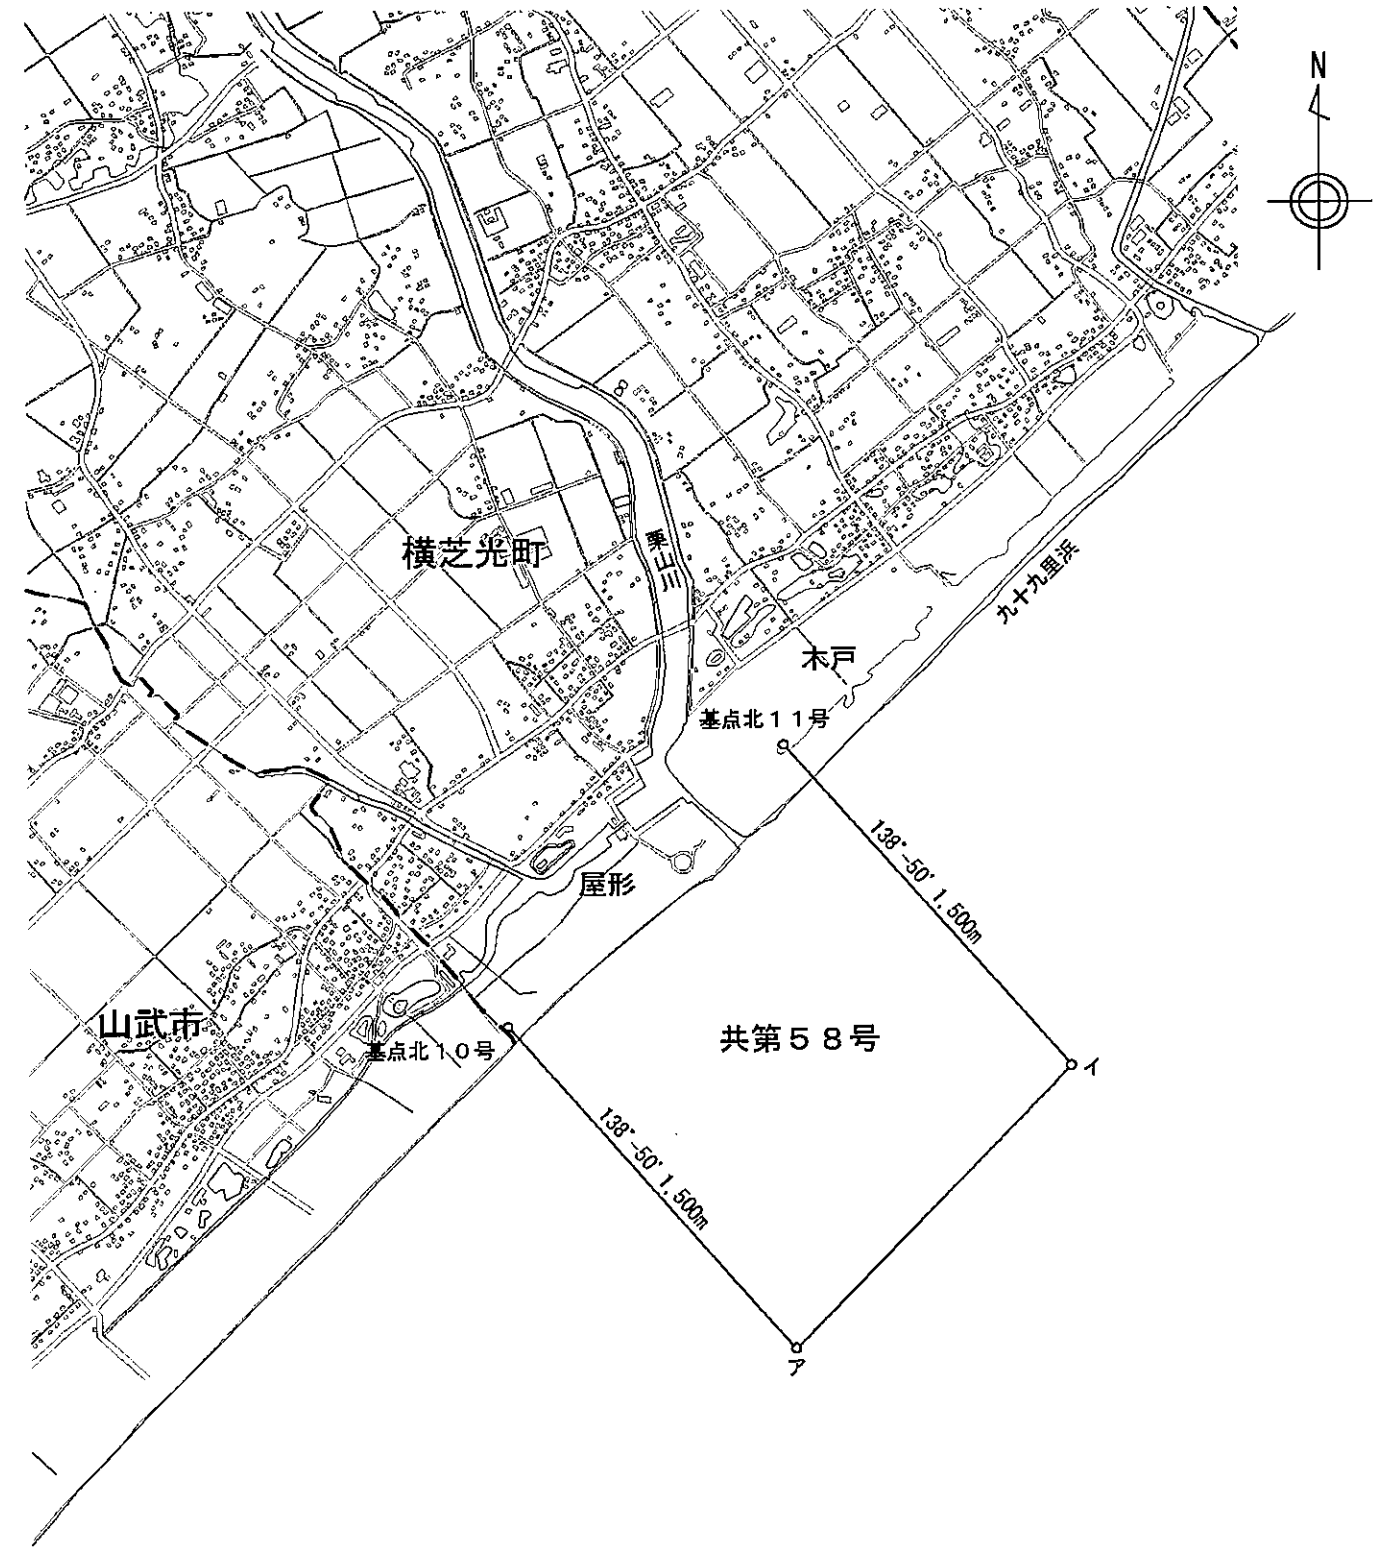 N
横芝光町
栗山川
九十九里浜
木戸
基点北11号
138°-50′ 1,500m
屋形
山武市
基点北10号
共第58号
イ
138°-50′ 1,500m
ア